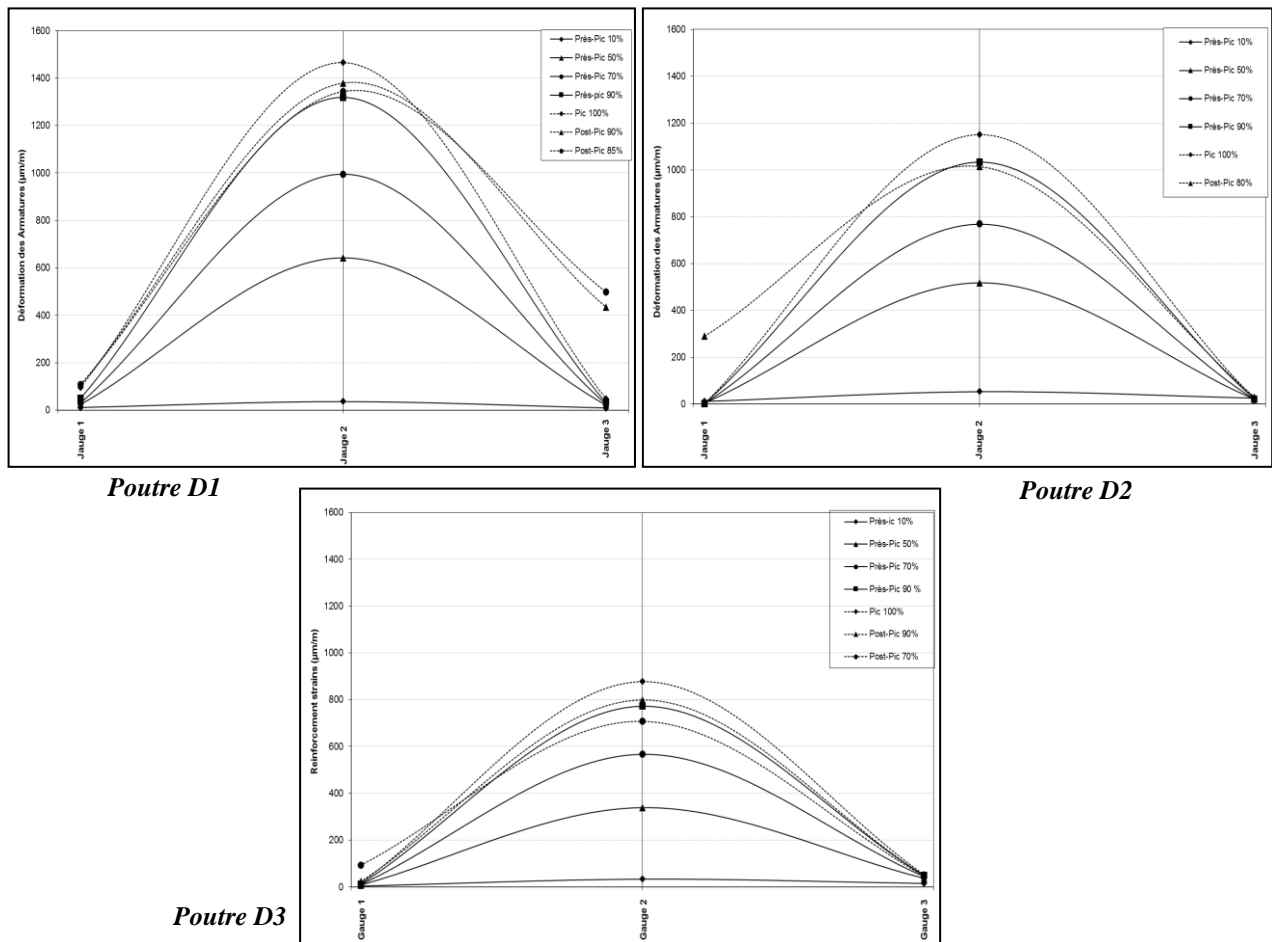 Déformation des Armatures (µm/m)
1600
1400
1200
1000
800
600
400
200
0
Jauge 1
Jauge 2
Jauge 3
Près-Pic 10%
Près-Pic 50%
Près-Pic 70%
Près-pic 90%
Pic 100%
Post-Pic 90%
Post-Pic 85%
Poutre D1
Déformation des Armatures (µm/m)
1600
1400
1200
1000
800
600
400
200
0
Jauge 1
Jauge 2
Jauge 3
Près-Pic 10%
Près-Pic 50%
Près-Pic 70%
Près-Pic 90%
Pic 100%
Post-Pic 80%
Poutre D2
Reinforcement strains (µm/m)
1600
1400
1200
1000
800
600
400
200
0
Gauge 1
Gauge 2
Gauge 3
Près-ic 10%
Près-Pic 50%
Près-Pic 70%
Près-Pic 90 %
Pic 100%
Post-Pic 90%
Post-Pic 70%
Poutre D3